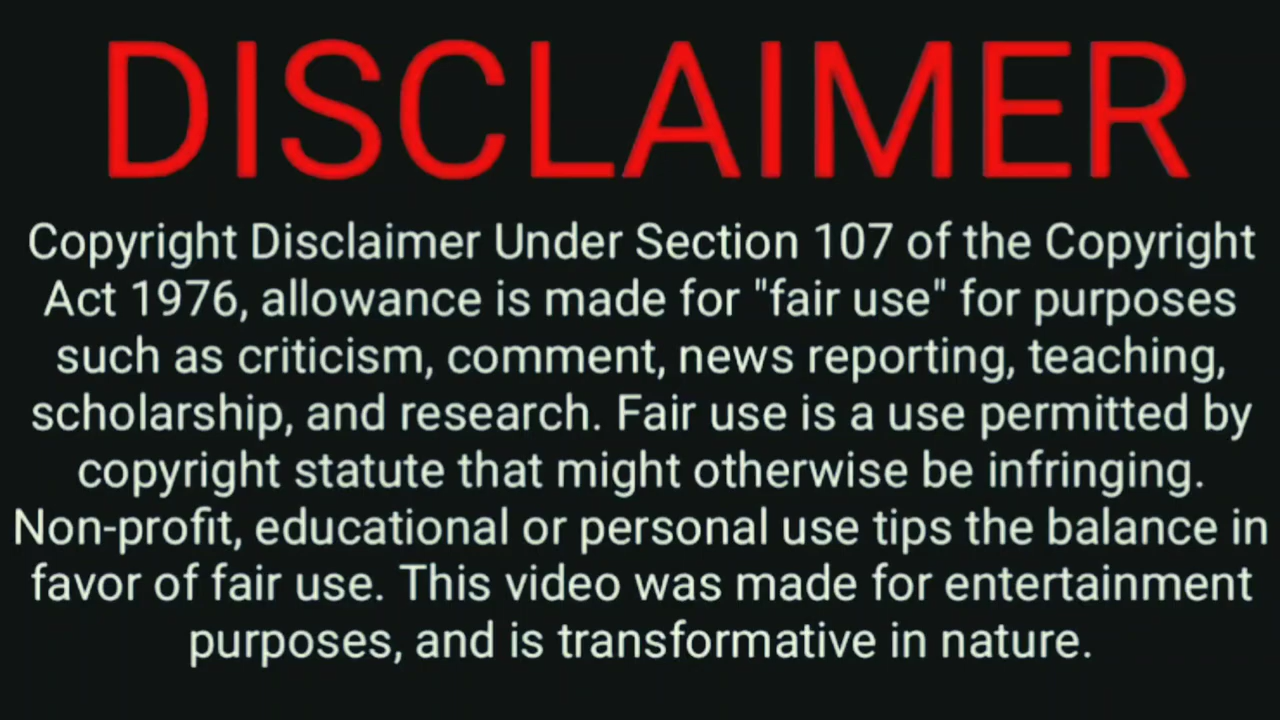 DISCLAIMER
Copyright Disclaimer Under Section 107 of the Copyright
Act 1976, allowance is made for "fair use" for purposes
such as criticism, comment, news reporting, teaching,
scholarship, and research. Fair use is a use permitted by
copyright statute that might otherwise be infringing.
Non-profit, educational or personal use tips the balance in
favor of fair use. This video was made for entertainment
purposes, and is transformative in nature.